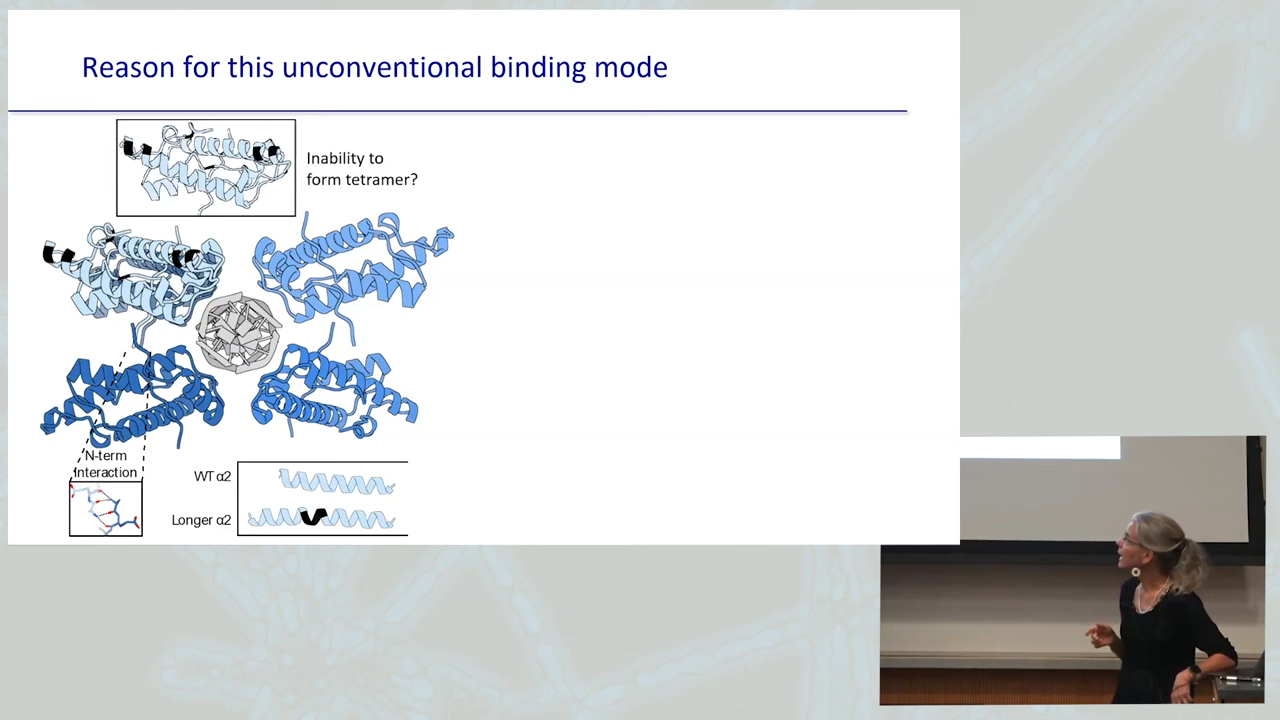 Reason for this unconventional binding mode
Inability to
form tetramer?
N-term
interaction
WT α2
Longer α2